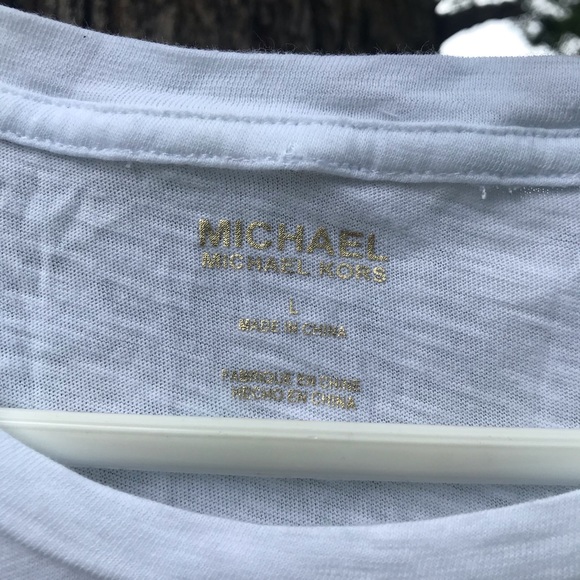 MICHAEL
MICHAEL KORS
L
MADE IN CHINA
FABRIQUÉ EN CHINE
HECHO EN CHINA